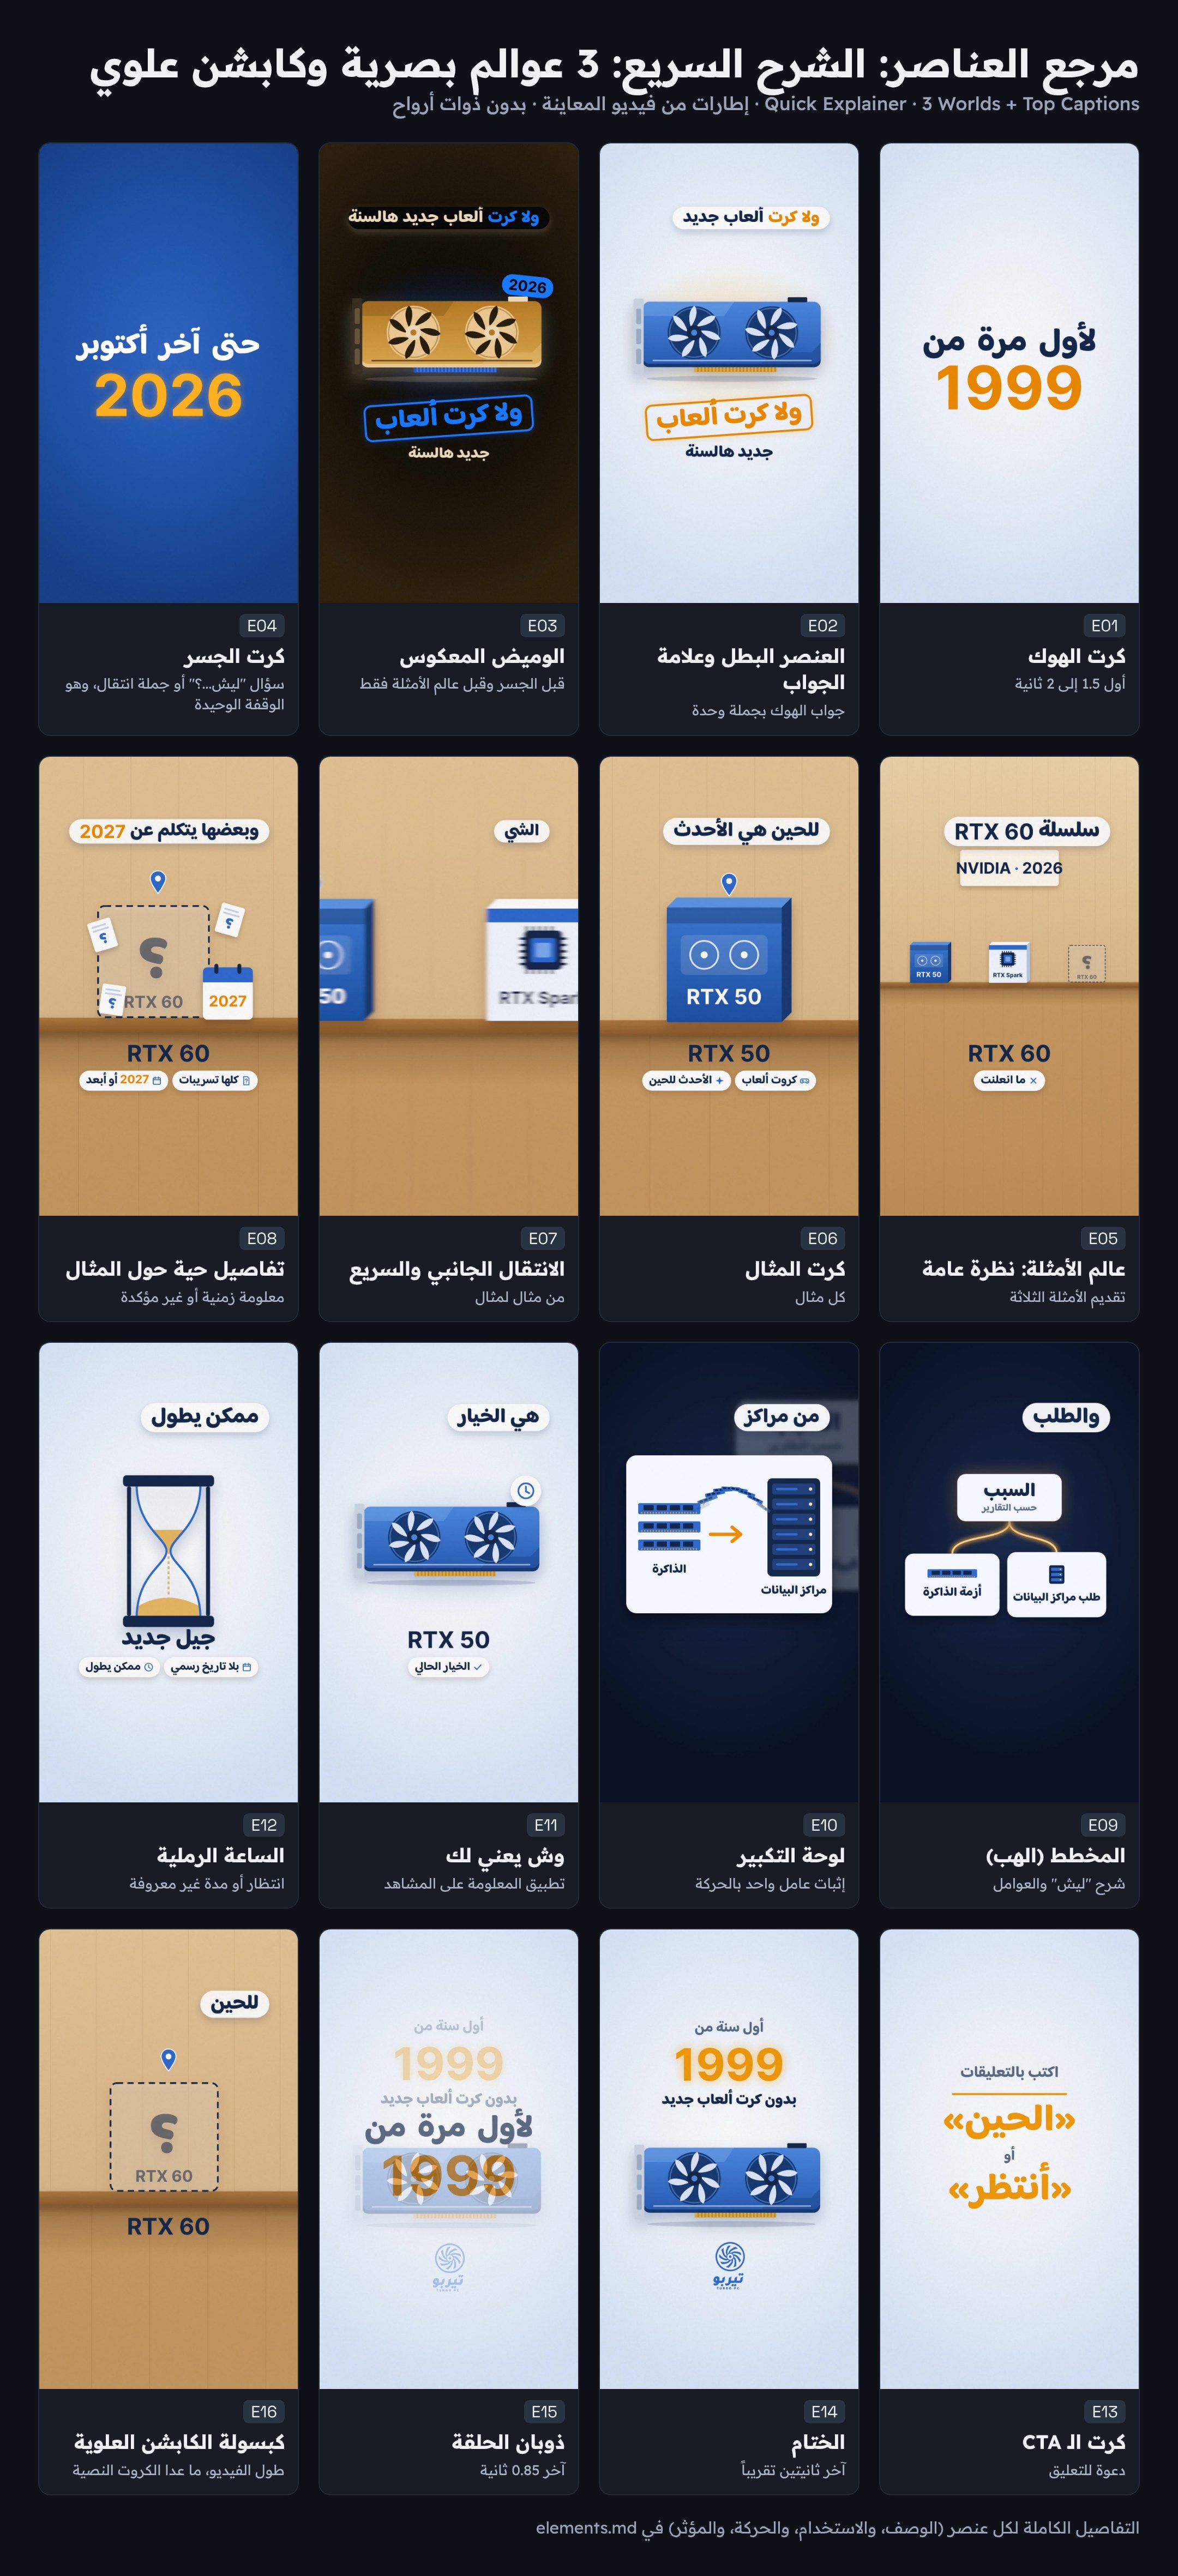 مرجع العناصر: الشرح السريع: 3 عوالم بصرية وكابشن علوي
Quick Explainer · 3 Worlds + Top Captions · إطارات من فيديو المعاينة · بدون ذوات أرواح
لأول مرة من
1999
E01
كرت الهوك
أول 1.5 إلى 2 ثانية
ولا كرت ألعاب جديد
ولا كرت ألعاب
جديد هالسنة
E02
العنصر البطل وعلامة
الجواب
جواب الهوك بجملة وحدة
ولا كرت ألعاب جديد هالسنة
2026
ولا كرت ألعاب
جديد هالسنة
E03
الوميض المعكوس
قبل الجسر وقبل عالم الأمثلة فقط
حتى آخر أكتوبر
2026
E04
كرت الجسر
سؤال "ليش...؟" أو جملة انتقال، وهو
الوقفة الوحيدة
سلسلة RTX 60
NVIDIA · 2026
RTX 50
RTX Spark
؟
RTX 60
RTX 60
ما انعلنت
E05
عالم الأمثلة: نظرة عامة
تقديم الأمثلة الثلاثة
للحين هي الأحدث
RTX 50
RTX 50
كروت ألعاب
الأحدث للحين
E06
كرت المثال
كل مثال
الشي
50
RTX Spar
E07
الانتقال الجانبي والسريع
من مثال لمثال
وبعضها يتكلم عن 2027
؟
؟
؟
؟
RTX 60
2027
RTX 60
كلها تسريبات
2027 أو أبعد
E08
تفاصيل حية حول المثال
معلومة زمنية أو غير مؤكدة
والطلب
السبب
حسب التقارير
طلب مراكز البيانات
أزمة الذاكرة
E09
المخطط (الهب)
شرح "ليش" والعوامل
من مراكز
الذاكرة
مراكز البيانات
E10
لوحة التكبير
إثبات عامل واحد بالحركة
هي الخيار
RTX 50
الخيار الحالي
E11
وش يعني لك
تطبيق المعلومة على المشاهد
ممكن يطول
جيل جديد
بلا تاريخ رسمي
ممكن يطول
E12
الساعة الرملية
انتظار أو مدة غير معروفة
اكتب بالتعليقات
«الحين»
أو
«أنتظر»
E13
كرت الـ CTA
دعوة للتعليق
أول سنة من
1999
بدون كرت ألعاب جديد
تيربو
E14
الختام
آخر ثانيتين تقريباً
أول سنة من
1999
بدون كرت ألعاب جديد
لأول مرة من
1999
تيربو
E15
ذوبان الحلقة
آخر 0.85 ثانية
للحين
؟
RTX 60
RTX 60
E16
كبسولة الكابشن العلوية
طول الفيديو، ما عدا الكروت النصية
التفاصيل الكاملة لكل عنصر (الوصف، والاستخدام، والحركة، والمؤثر) في elements.md